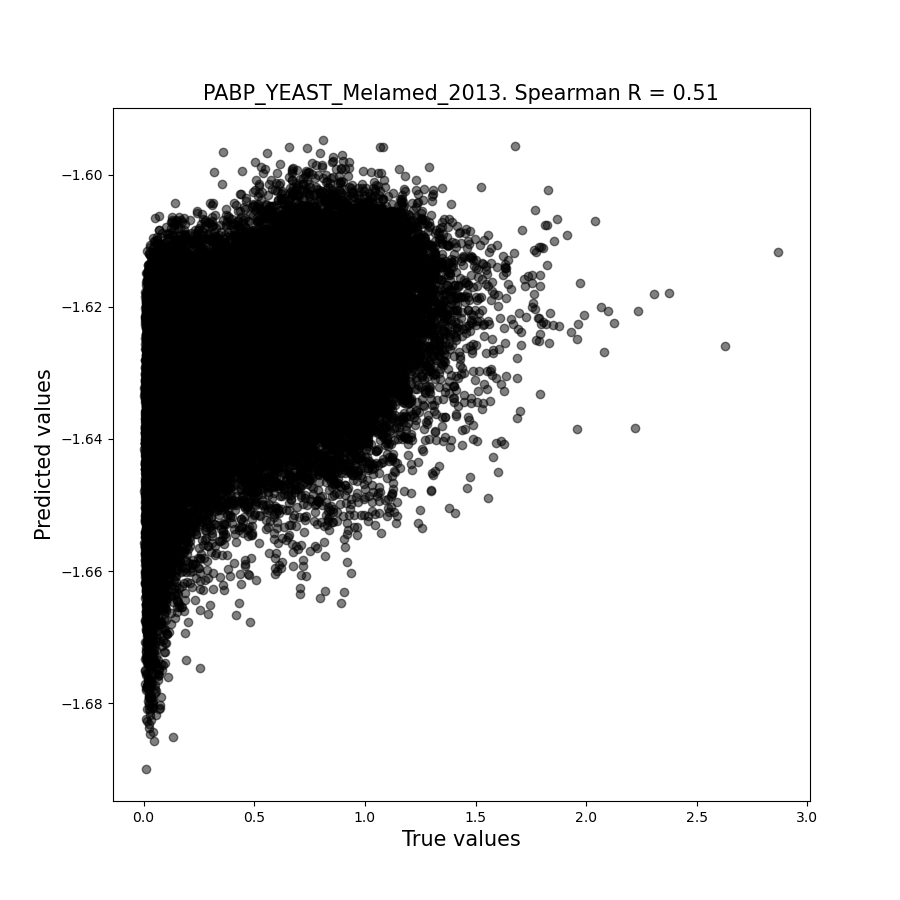 PABP_YEAST_Melamed_2013. Spearman R = 0.51
Predicted values
−1.60
−1.62
−1.64
−1.66
−1.68
0.0 0.5 1.0 1.5 2.0 2.5 3.0
True values